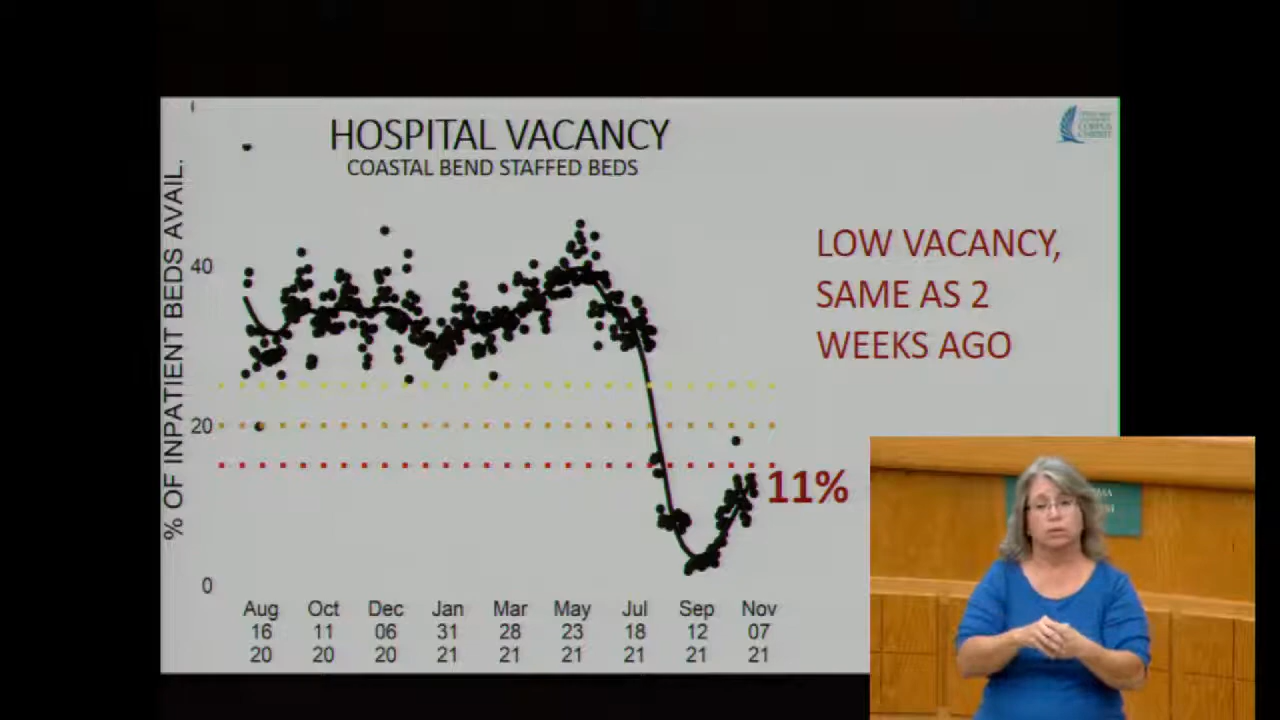 HOSPITAL VACANCY
COASTAL BEND STAFFED BEDS
% OF INPATIENT BEDS AVAIL.
40
20
0
LOW VACANCY,
SAME AS 2
WEEKS AGO
11%
Aug Oct Dec Jan Mar May Jul Sep Nov
16 11 06 31 28 23 18 12 07
20 20 20 21 21 21 21 21 21
CORPUS
CHRISTI